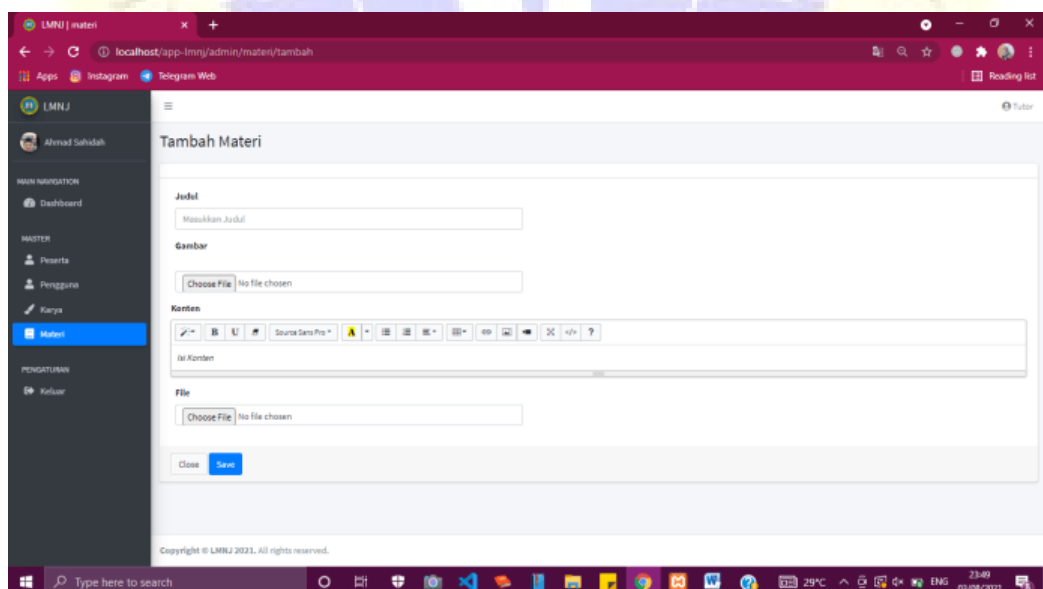 LMNJ | materi
localhost/app-lmnj/admin/materi/tambah
Apps Instagram Telegram Web Reading list
LMNJ
Tutor
Ahmad Sahidah
Tambah Materi
MAIN NAVIGATION
Dashboard
MASTER
Peserta
Pengguna
Karya
Materi
PENGATURAN
Keluar
Judul
Masukkan Judul
Gambar
Choose File No file chosen
Konten
B U Source Sans Pro A </> ?
Isi Konten
File
Choose File No file chosen
Close Save
Copyright © LMNJ 2021. All rights reserved.
Type here to search
29°C ENG 23:49
03/08/2021